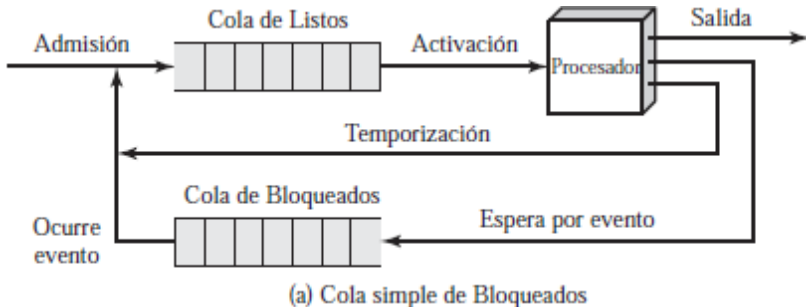 Cola de Listos
Salida
Admisión
Activación
Procesador
Temporización
Cola de Bloqueados
Espera por evento
Ocurre
evento
(a) Cola simple de Bloqueados